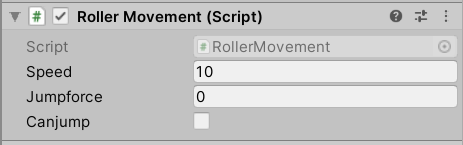 Roller Movement (Script)
Script RollerMovement
Speed 10
Jumpforce 0
Canjump